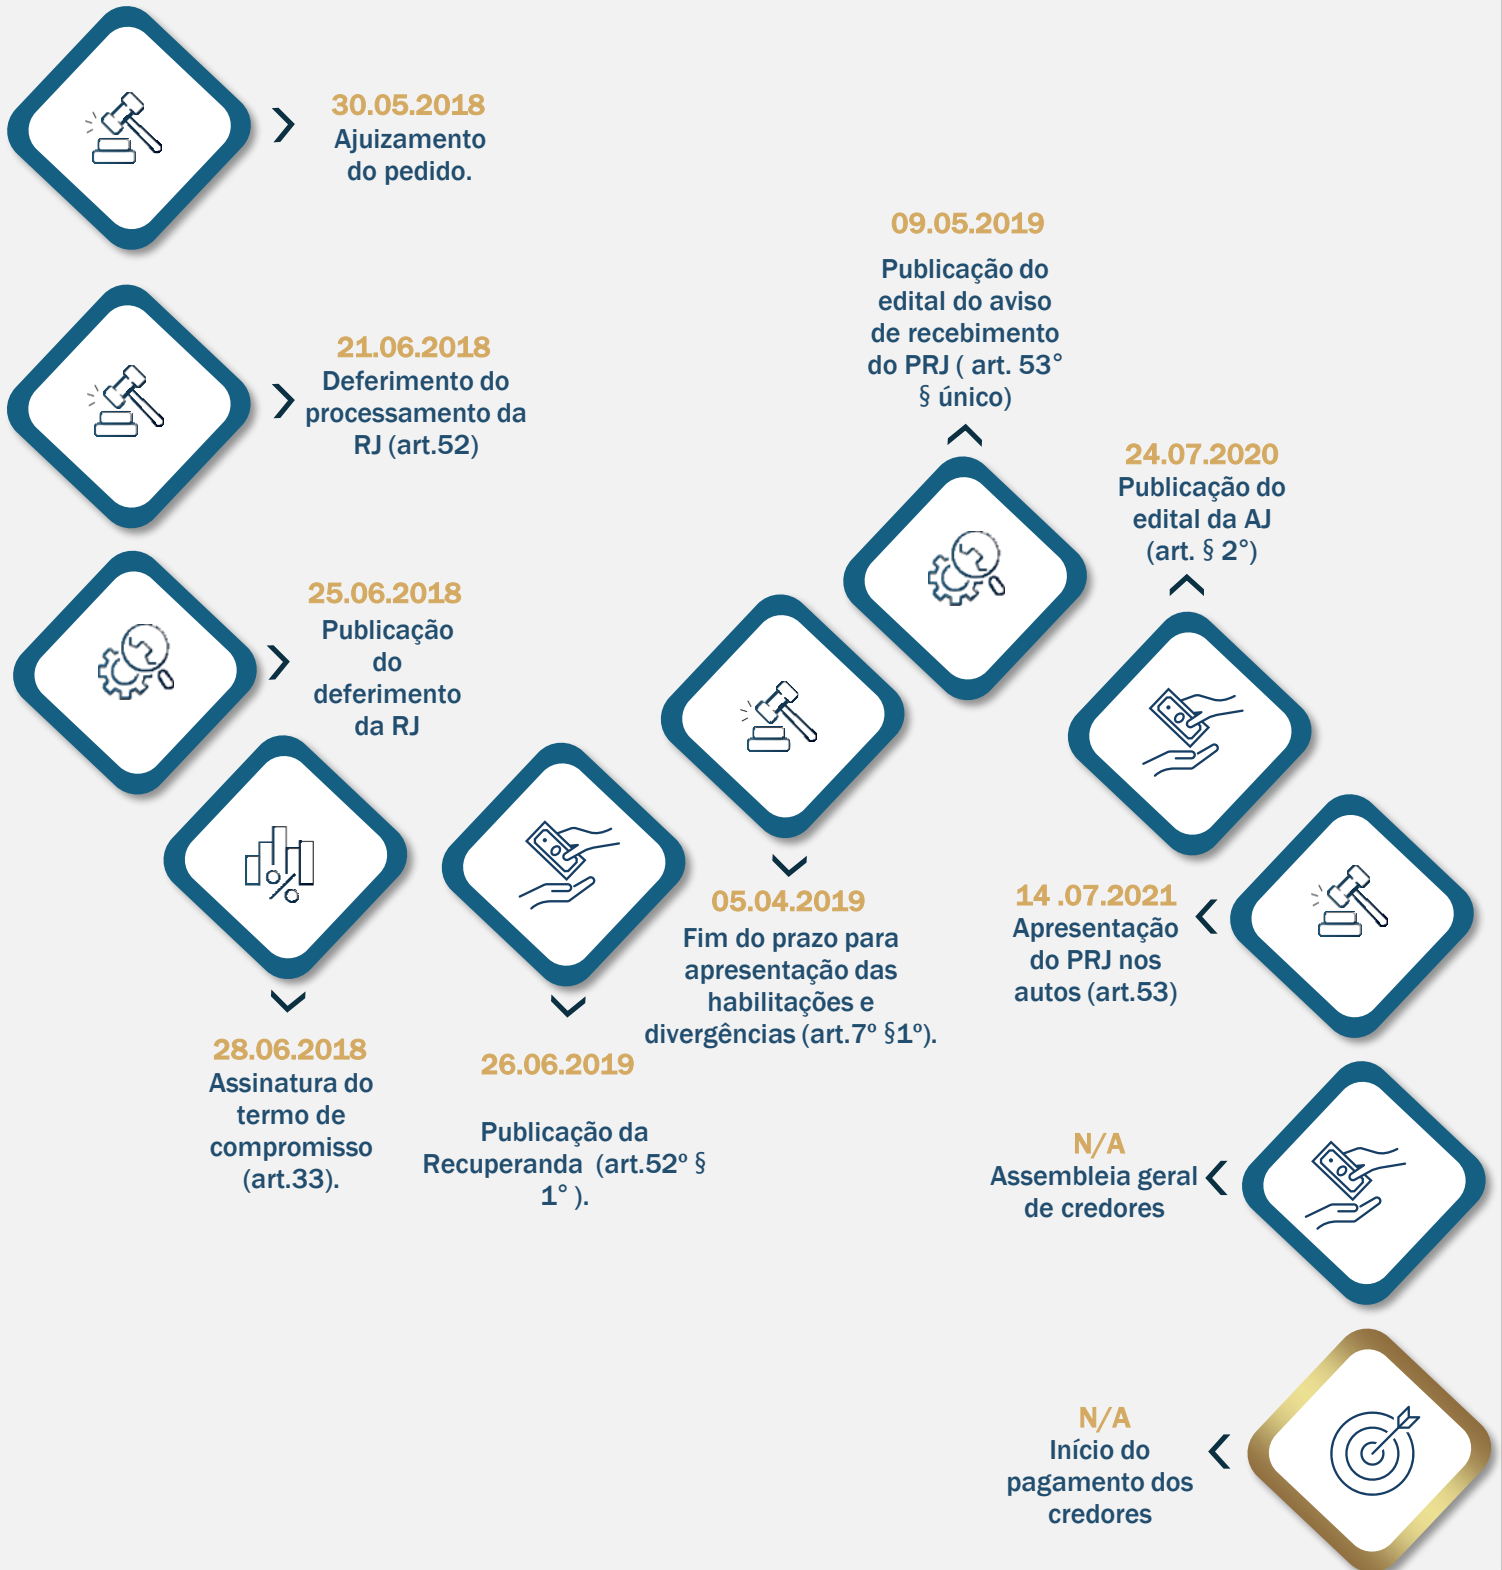 30.05.2018
Ajuizamento
do pedido.
21.06.2018
Deferimento do
processamento da
RJ (art.52)
25.06.2018
Publicação
do
deferimento
da RJ
28.06.2018
Assinatura do
termo de
compromisso
(art.33).
26.06.2019
Publicação da
Recuperanda (art.52º §
1° ).
05.04.2019
Fim do prazo para
apresentação das
habilitações e
divergências (art.7º §1º).
09.05.2019
Publicação do
edital do aviso
de recebimento
do PRJ ( art. 53°
§ único)
24.07.2020
Publicação do
edital da AJ
(art. § 2°)
14 .07.2021
Apresentação
do PRJ nos
autos (art.53)
N/A
Assembleia geral
de credores
N/A
Início do
pagamento dos
credores